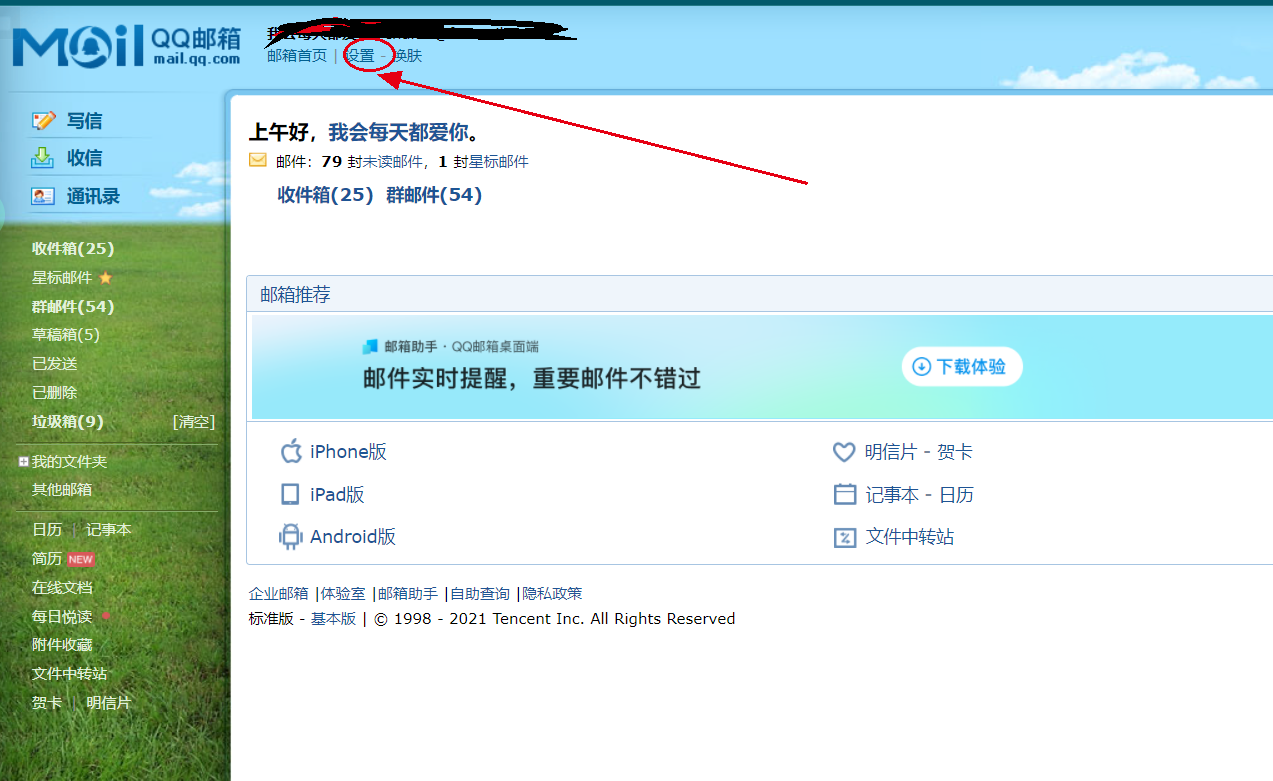 Mail QQ邮箱
mail.qq.com
邮箱首页 | 设置 - 换肤
写信
收信
通讯录
收件箱(25)
星标邮件
群邮件(54)
草稿箱(5)
已发送
已删除
垃圾箱(9) [清空]
我的文件夹
其他邮箱
日历 | 记事本
简历 NEW
在线文档
每日悦读
附件收藏
文件中转站
贺卡 | 明信片
上午好，我会每天都爱你。
邮件：79 封未读邮件，1 封星标邮件
收件箱(25) 群邮件(54)
邮箱推荐
邮箱助手 · QQ邮箱桌面端
邮件实时提醒，重要邮件不错过
下载体验
iPhone版
明信片 - 贺卡
iPad版
记事本 - 日历
Android版
文件中转站
企业邮箱 |体验室 |邮箱助手 |自助查询 |隐私政策
标准版 - 基本版 | © 1998 - 2021 Tencent Inc. All Rights Reserved